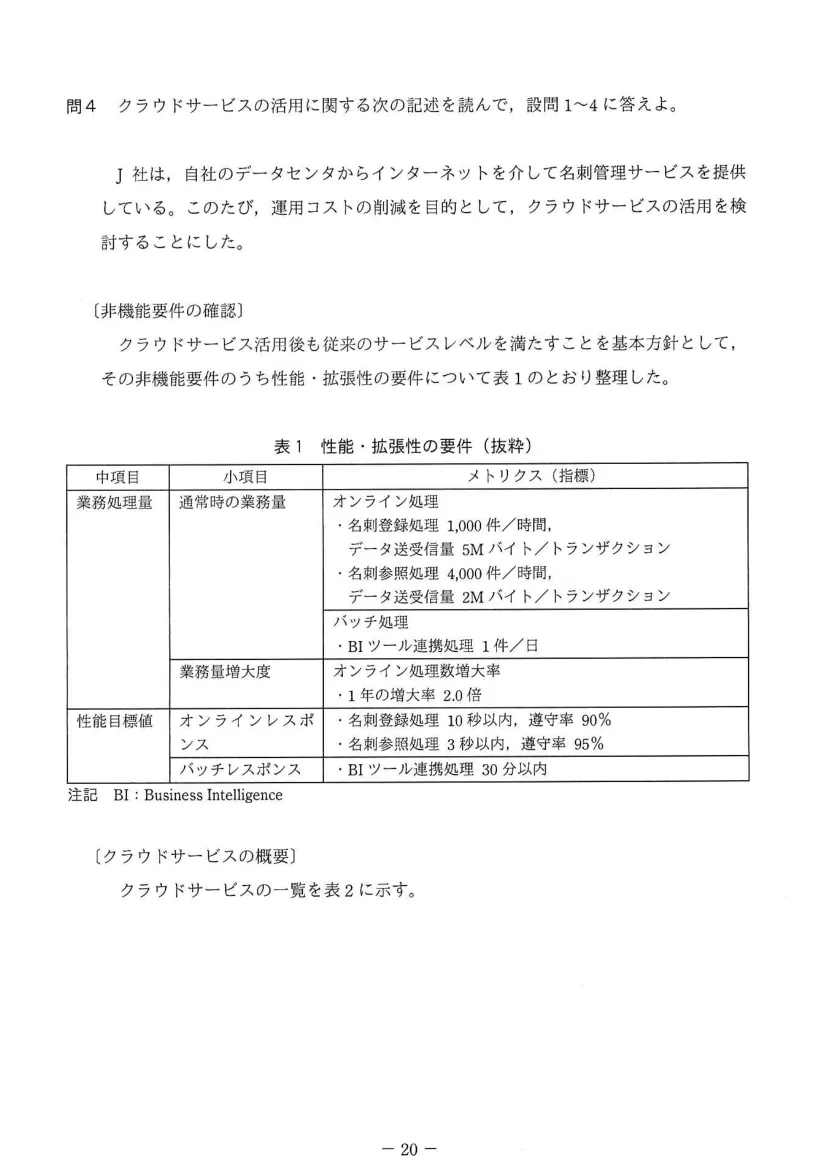 問4 クラウドサービスの活用に関する次の記述を読んで，設問1～4に答えよ。
J 社は，自社のデータセンタからインターネットを介して名刺管理サービスを提供
している。このたび，運用コストの削減を目的として，クラウドサービスの活用を検
討することにした。
〔非機能要件の確認〕
クラウドサービス活用後も従来のサービスレベルを満たすことを基本方針として，
その非機能要件のうち性能・拡張性の要件について表1のとおり整理した。
表1 性能・拡張性の要件（抜粋）
中項目 小項目 メトリクス（指標）
業務処理量 通常時の業務量 オンライン処理
・名刺登録処理 1,000 件／時間，
データ送受信量 5M バイト／トランザクション
・名刺参照処理 4,000 件／時間，
データ送受信量 2M バイト／トランザクション
バッチ処理
・BI ツール連携処理 1 件／日
業務量増大度 オンライン処理数増大率
・1 年の増大率 2.0 倍
性能目標値 オンラインレスポ ・名刺登録処理 10 秒以内，遵守率 90%
ンス ・名刺参照処理 3 秒以内，遵守率 95%
バッチレスポンス ・BI ツール連携処理 30 分以内
注記 BI：Business Intelligence
〔クラウドサービスの概要〕
クラウドサービスの一覧を表2に示す。
－ 20 －